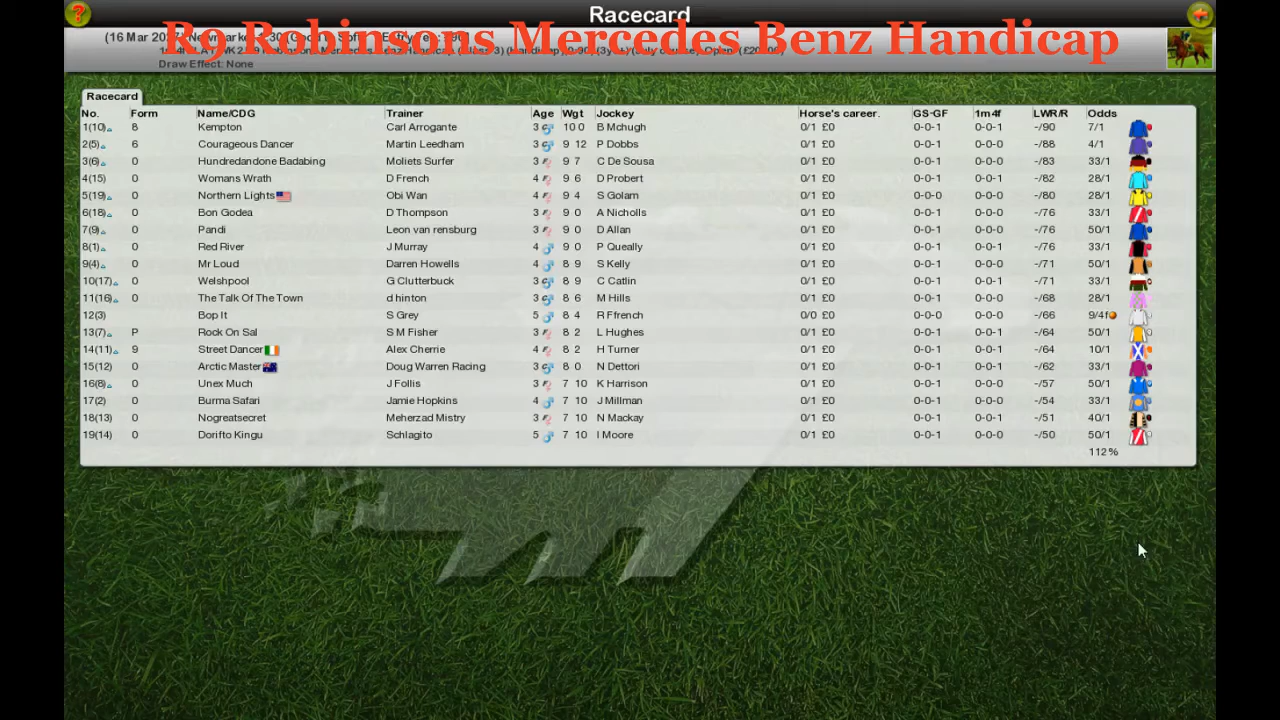 Racecard
R9 Robinsons Mercedes Benz Handicap
(16 Mar
Draw Effect: None
Racecard
No. Form Name/CDG Trainer Age Wgt Jockey Horse's career. GS-GF 1m4f LWR/R Odds
1(10) 8 Kempton Carl Arrogante 3 10 0 B Mchugh 0/1 £0 0-0-1 0-0-1 -/90 7/1
2(5) 6 Courageous Dancer Martin Leedham 3 9 12 P Dobbs 0/1 £0 0-0-1 0-0-0 -/88 4/1
3(6) 0 Hundredandone Badabing Moliets Surfer 3 9 7 C De Sousa 0/1 £0 0-0-1 0-0-0 -/83 33/1
4(15) 0 Womans Wrath D French 4 9 6 D Probert 0/1 £0 0-0-1 0-0-1 -/82 28/1
5(19) 0 Northern Lights Obi Wan 4 9 4 S Golam 0/1 £0 0-0-0 0-0-0 -/80 28/1
6(18) 0 Bon Godea D Thompson 3 9 0 A Nicholls 0/1 £0 0-0-1 0-0-1 -/76 33/1
7(9) 0 Pandi Leon van rensburg 3 9 0 D Allan 0/1 £0 0-0-1 0-0-1 -/76 50/1
8(1) 0 Red River J Murray 4 9 0 P Queally 0/1 £0 0-0-1 0-0-1 -/76 33/1
9(4) 0 Mr Loud Darren Howells 4 8 9 S Kelly 0/1 £0 0-0-1 0-0-1 -/71 50/1
10(17) 0 Welshpool G Clutterbuck 3 8 9 C Catlin 0/1 £0 0-0-1 0-0-1 -/71 33/1
11(16) 0 The Talk Of The Town d hinton 3 8 6 M Hills 0/1 £0 0-0-1 0-0-0 -/68 28/1
12(3) Bop It S Grey 5 8 4 R Ffrench 0/0 £0 0-0-0 0-0-0 -/66 9/4f
13(7) P Rock On Sal S M Fisher 3 8 2 L Hughes 0/1 £0 0-0-1 0-0-0 -/64 50/1
14(11) 9 Street Dancer Alex Cherrie 4 8 2 H Turner 0/1 £0 0-0-1 0-0-0 -/64 10/1
15(12) 0 Arctic Master Doug Warren Racing 3 8 0 N Dettori 0/1 £0 0-0-1 0-0-1 -/62 33/1
16(8) 0 Unex Much J Follis 3 7 10 K Harrison 0/1 £0 0-0-1 0-0-0 -/57 50/1
17(2) 0 Burma Safari Jamie Hopkins 4 7 10 J Millman 0/1 £0 0-0-1 0-0-0 -/54 33/1
18(13) 0 Nogreatsecret Meherzad Mistry 3 7 10 N Mackay 0/1 £0 0-0-1 0-0-0 -/51 40/1
19(14) 0 Dorifto Kingu Schlagito 5 7 10 I Moore 0/1 £0 0-0-1 0-0-0 -/50 50/1
112%